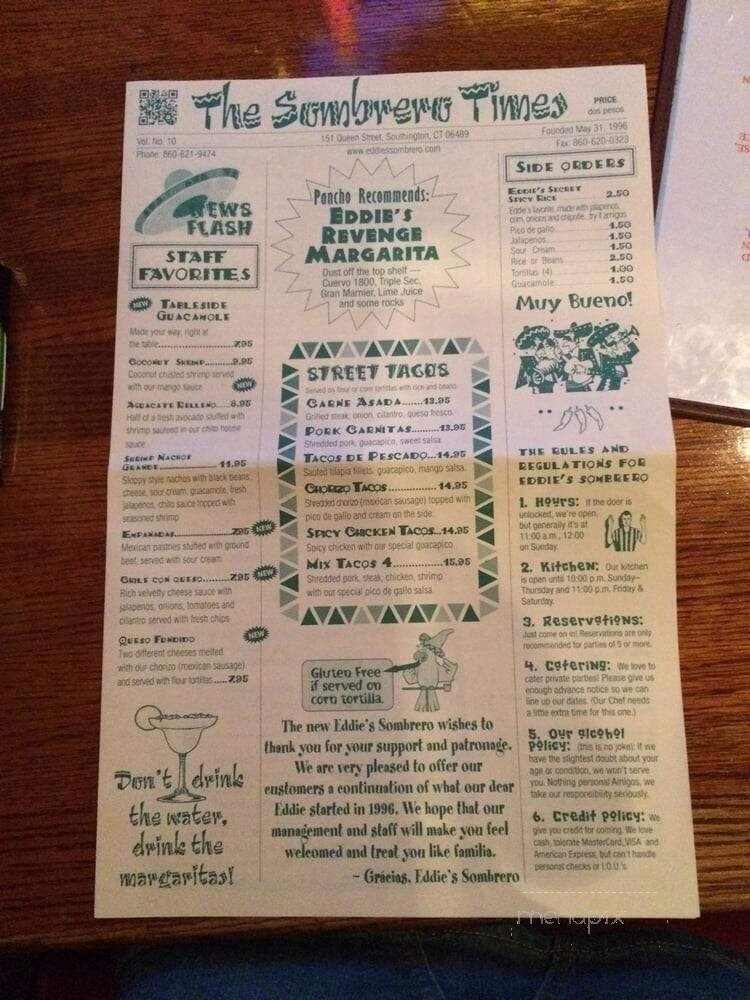 The Sombrero Times
PRICE
dos pesos
Vol. No. 10
151 Queen Street, Southington, CT 06489
Founded May 31, 1996
Phone: 860-621-9474
www.eddiessombrero.com
Fax: 860-620-0323
NEWS
FLASH
STAFF
FAVORITES
NEW
TABLESIDE
GUACAMOLE
Made your way, right at
the table....7.95
COCONUT SHRIMP....9.95
Coconut crusted shrimp served
with our mango sauce
NEW
AGUACATE RELLENO....8.95
Half of a fresh avocado stuffed with
shrimp sauteed in our chito house
sauce
SHRIMP NACHOS
GRANDE....11.95
Sloppy style nachos with black beans,
cheese, sour cream, guacamole, fresh
jalapenos, chito sauce topped with
seasoned shrimp
EMPANADAS....7.95
NEW
Mexican pastries stuffed with ground
beef, served with sour cream
CHILE CON QUESO....7.95
NEW
Rich velvetty cheese sauce with
jalapenos, onions, tomatoes and
cilantro served with fresh chips
NEW
QUESO FUNDIDO
Two different cheeses melted
with our chorizo (mexican sausage)
and served with flour tortillas ....7.95
Don't drink
the water,
drink the
margaritas!
Pancho Recommends:
EDDIE'S
REVENGE
MARGARITA
Dust off the top shelf —
Cuervo 1800, Triple Sec,
Gran Marnier, Lime Juice
and some rocks
STREET TACOS
Served on flour or corn tortillas with rice and beans
CARNE ASADA.......13.95
Grilled steak, onion, cilantro, queso fresco.
PORK CARNITAS.........13.95
Shredded pork, guacapico, sweet salsa.
TACOS DE PESCADO...14.95
Sauted tilapia fillets, guacapico, mango salsa.
CHORIZO TACOS...............14.95
Shredded chorizo (mexican sausage) topped with
pico de gallo and cream on the side.
SPICY CHICKEN TACOS..14.95
Spicy chicken with our special guacapico.
MIX TACOS 4..................15.95
Shredded pork, steak, chicken, shrimp
with our special pico de gallo salsa.
Gluten Free
if served on
corn tortilla.
The new Eddie's Sombrero wishes to
thank you for your support and patronage.
We are very pleased to offer our
customers a continuation of what our dear
Eddie started in 1996. We hope that our
management and staff will make you feel
welcomed and treat you like familia.
~ Gracias, Eddie's Sombrero
SIDE ORDERS
EDDIE'S SECRET
SPICY RICE 2.50
Eddie's favorite, made with jalapenos,
corn, onions and chipotle...try it amigos
Pico de gallo....1.50
Jalapenos....1.50
Sour Cream....1.50
Rice or Beans....2.50
Tortillas (4)....1.00
Guacamole....1.50
Muy Bueno!
THE RULES AND
REGULATIONS FOR
EDDIE'S SOMBRERO
1. Hours: If the door is
unlocked, we're open,
but generally it's at
11:00 a.m., 12:00
on Sunday.
2. Kitchen: Our kitchen
is open until 10:00 p.m. Sunday–
Thursday and 11:00 p.m. Friday &
Saturday.
3. Reservations:
Just come on in! Reservations are only
recommended for parties of 5 or more.
4. Catering: We love to
cater private parties! Please give us
enough advance notice so we can
line up our dates. (Our Chef needs
a little extra time for this one.)
5. Our alcohol
policy: (this is no joke): If we
have the slightest doubt about your
age or condition, we won't serve
you. Nothing personal Amigos, we
take our responsibility seriously.
6. Credit policy: We
give you credit for coming. We love
cash, tolerate MasterCard, VISA and
American Express, but can't handle
personal checks or I.O.U.'s.
menupix